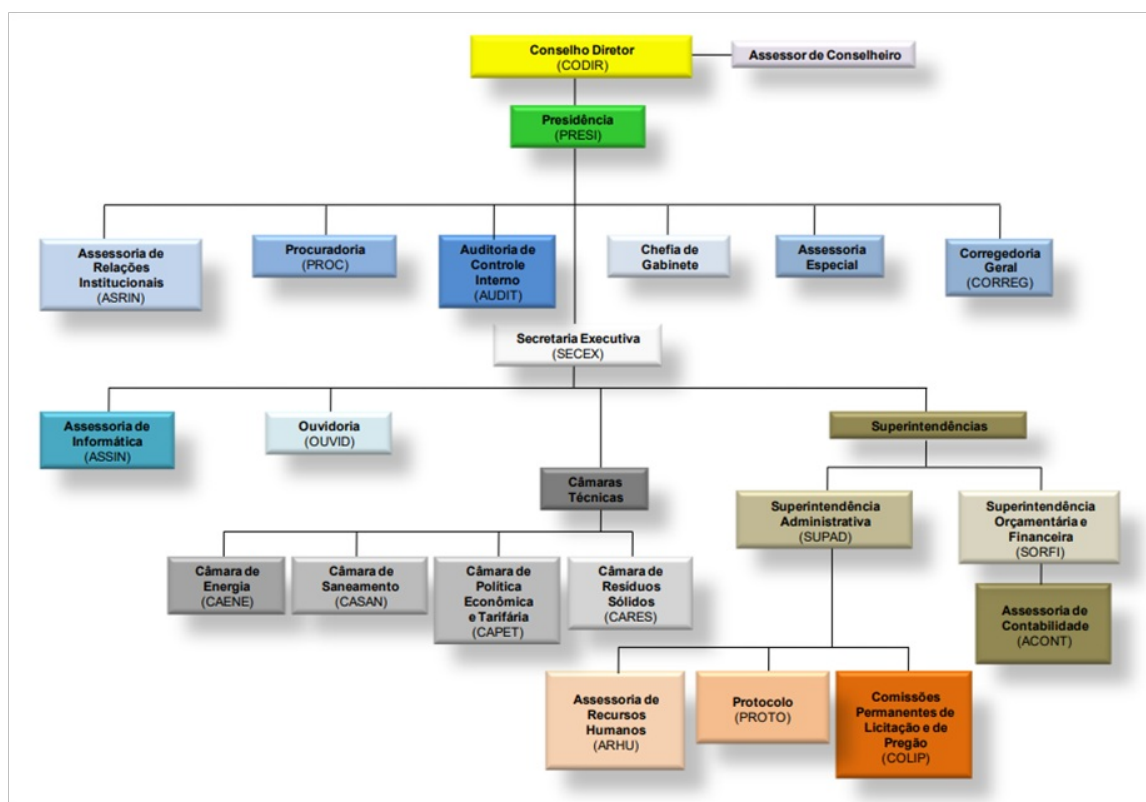 Conselho Diretor
(CODIR)
Assessor de Conselheiro
Presidência
(PRESI)
Assessoria de
Relações
Institucionais
(ASRIN)
Procuradoria
(PROC)
Auditoria de
Controle
Interno
(AUDIT)
Chefia de
Gabinete
Assessoria
Especial
Corregedoria
Geral
(CORREG)
Secretaria Executiva
(SECEX)
Assessoria de
Informática
(ASSIN)
Ouvidoria
(OUVID)
Superintendências
Câmaras
Técnicas
Superintendência
Administrativa
(SUPAD)
Superintendência
Orçamentária e
Financeira
(SORFI)
Câmara de
Energia
(CAENE)
Câmara de
Saneamento
(CASAN)
Câmara de
Política
Econômica
e Tarifária
(CAPET)
Câmara de
Resíduos
Sólidos
(CARES)
Assessoria de
Contabilidade
(ACONT)
Assessoria de
Recursos
Humanos
(ARHU)
Protocolo
(PROTO)
Comissões
Permanentes de
Licitação e de
Pregão
(COLIP)